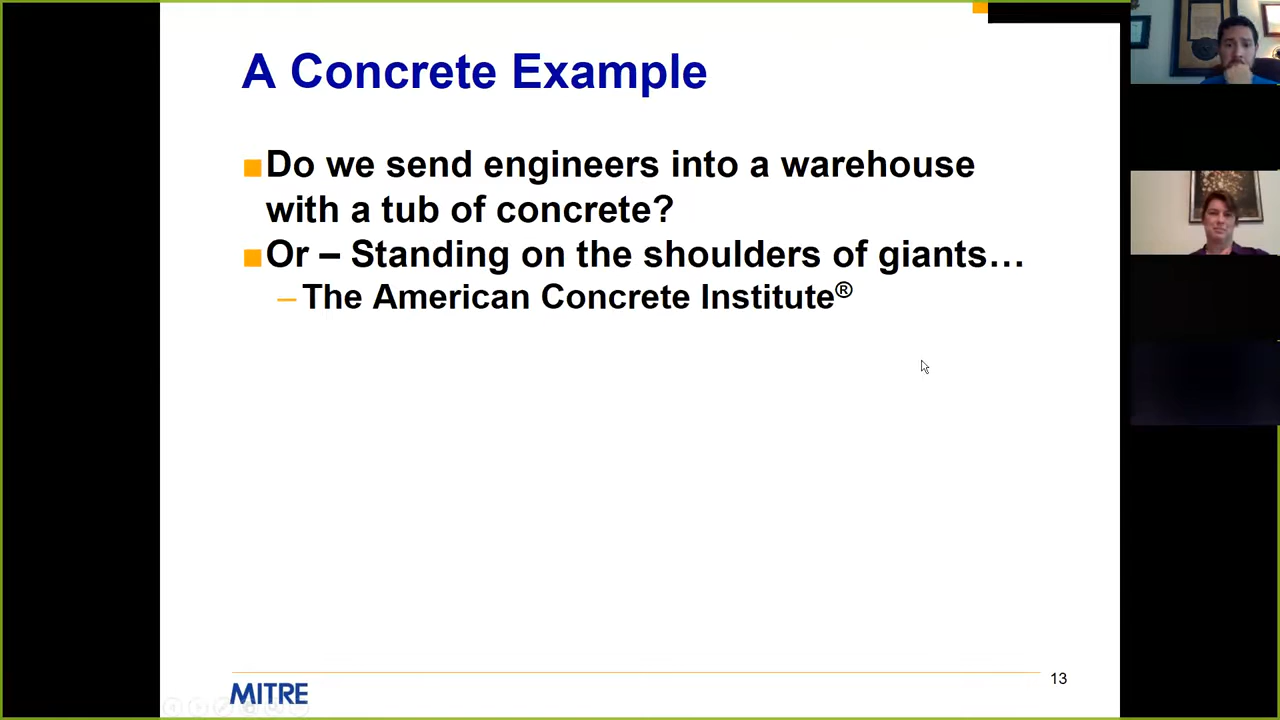 A Concrete Example
■Do we send engineers into a warehouse
with a tub of concrete?
■Or – Standing on the shoulders of giants…
– The American Concrete Institute®
MITRE
13